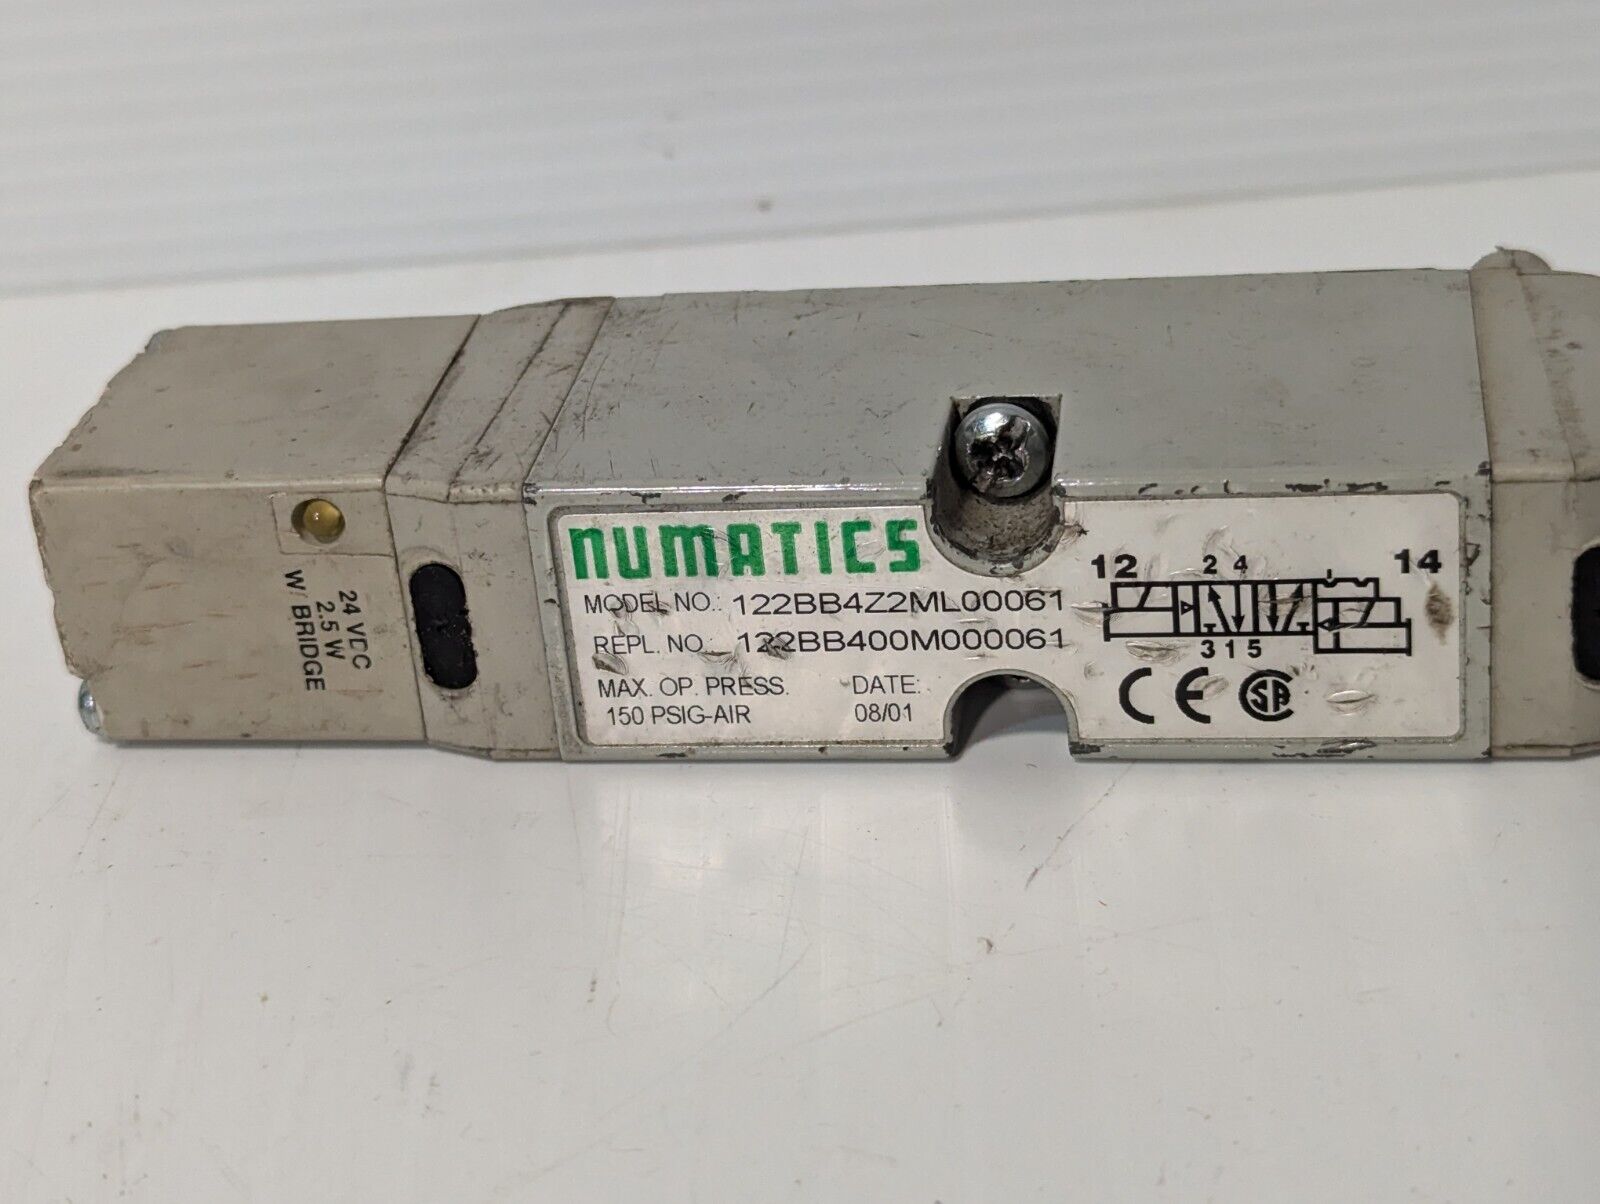 24 VDC
2.5 W
W/ BRIDGE
NUMATICS
MODEL NO.: 122BB4Z2ML00061
REPL. NO.: 122BB400M000061
MAX. OP. PRESS.
150 PSIG-AIR
DATE:
08/01
12 2 4 14
3 1 5
CE SA